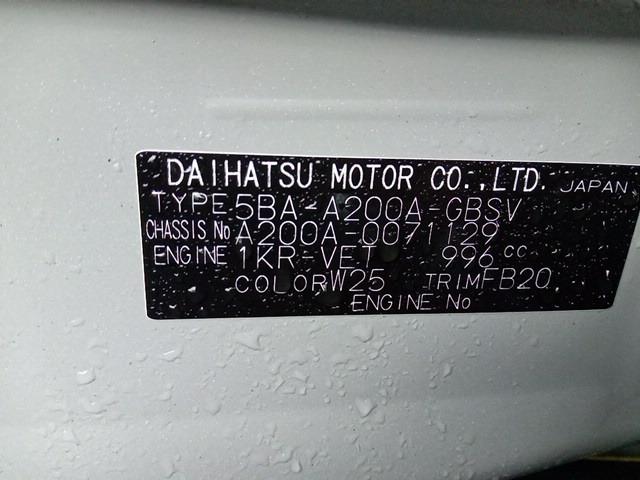 DAIHATSU MOTOR CO.,LTD. JAPAN
TYPE 5BA-A200A-GBSV
CHASSIS No A200A-0071129
ENGINE 1KR-VET 996 cc
COLOR W25 TRIM FB20
ENGINE No